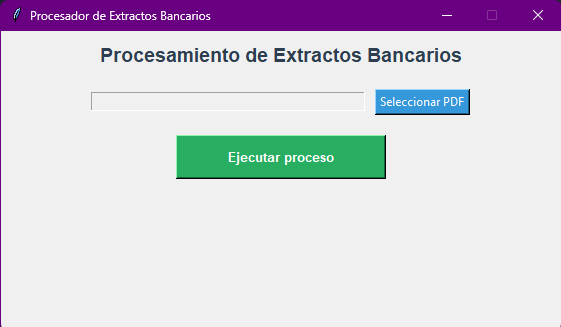 Procesador de Extractos Bancarios
Procesamiento de Extractos Bancarios
Seleccionar PDF
Ejecutar proceso